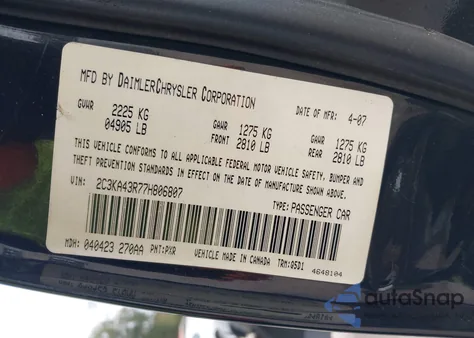 MFD BY DAIMLERCHRYSLER CORPORATION
DATE OF MFR: 4-07
GVWR 2225 KG 04905 LB
GAWR FRONT 1275 KG 2810 LB
GAWR REAR 1275 KG 2810 LB
THIS VEHICLE CONFORMS TO ALL APPLICABLE FEDERAL MOTOR VEHICLE SAFETY, BUMPER AND
THEFT PREVENTION STANDARDS IN EFFECT ON THE DATE OF MANUFACTURE SHOWN ABOVE.
VIN: 2C3KA43R77H806807
TYPE: PASSENGER CAR
MDH: 040423 270AA PNT: PXR VEHICLE MADE IN CANADA TRM: Q5D1
4648104
autoSnap